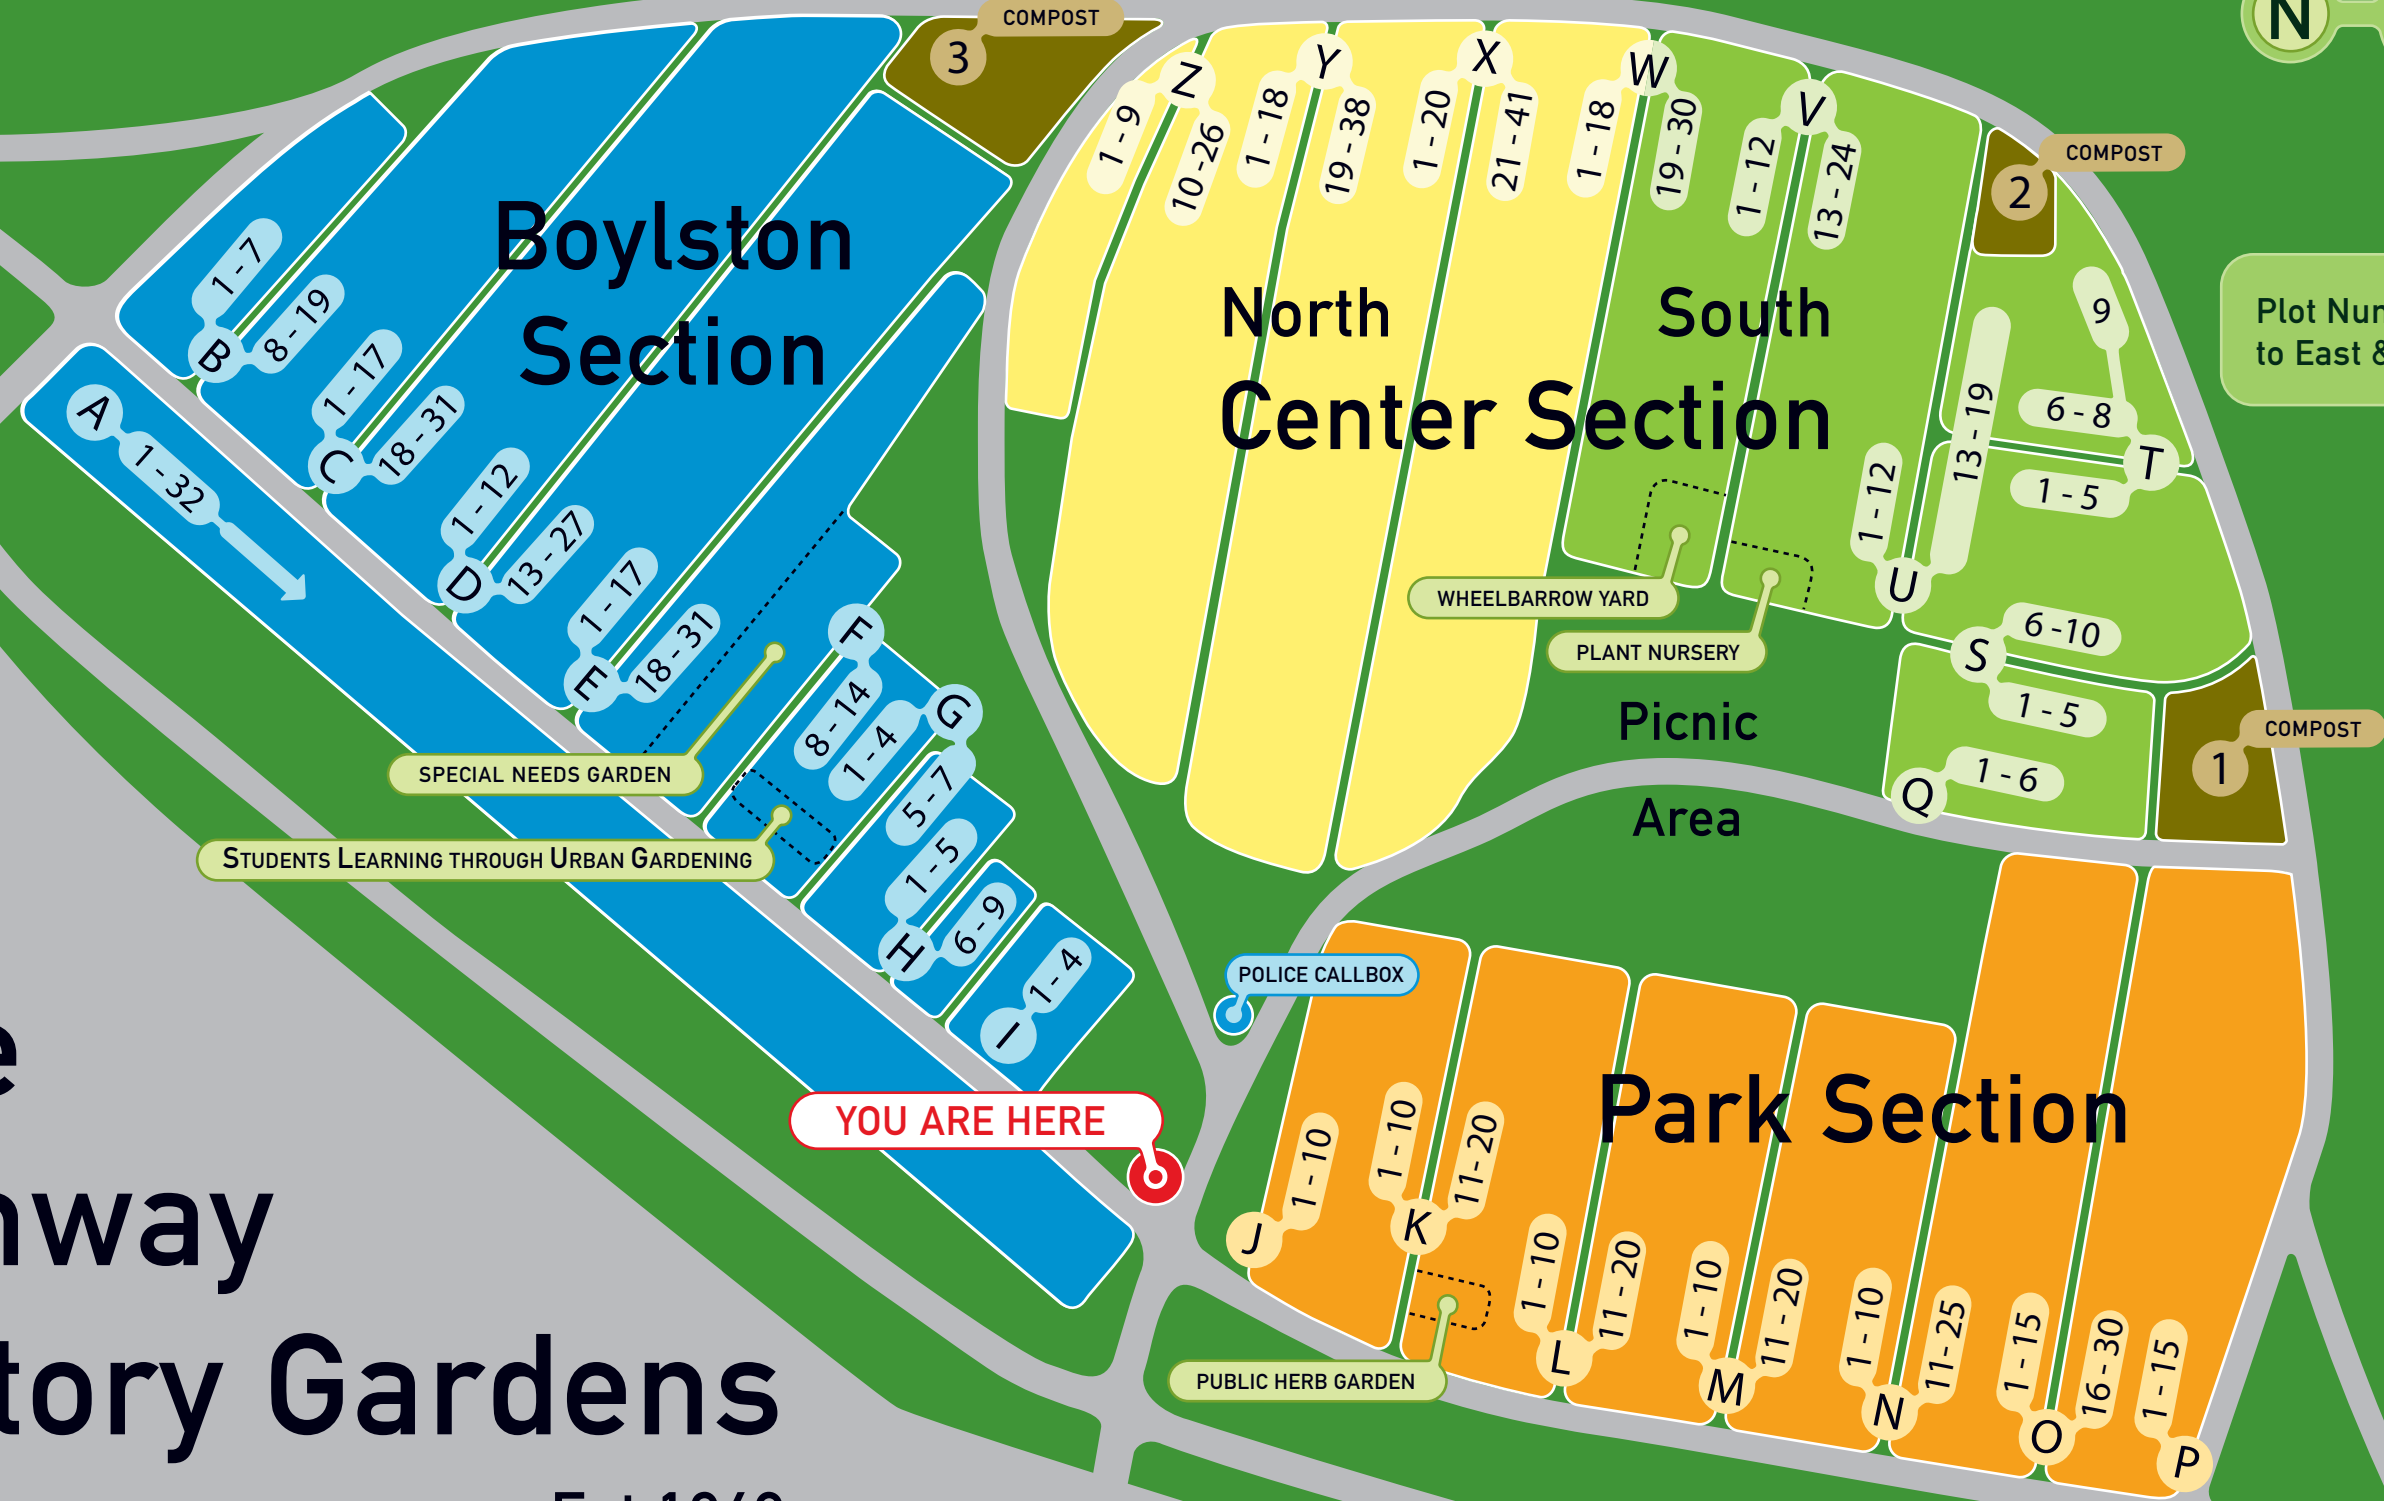 COMPOST
3
N
Z
1 - 9
10 - 26
Y
1 - 18
19 - 38
X
1 - 20
21 - 41
W
1 - 18
19 - 30
V
1 - 12
13 - 24
COMPOST
2
Boylston
Section
North
South
Center Section
B
1 - 7
8 - 19
C
1 - 17
18 - 31
A
1 - 32
D
1 - 12
13 - 27
E
1 - 17
18 - 31
9
6 - 8
T
1 - 5
13 - 19
1 - 12
U
to East &
WHEELBARROW YARD
PLANT NURSERY
Picnic
Area
S
6 -10
1 - 5
Q
1 - 6
COMPOST
1
F
8 - 14
G
1 - 4
5 - 7
SPECIAL NEEDS GARDEN
STUDENTS LEARNING THROUGH URBAN GARDENING
H
1 - 5
6 - 9
I
1 - 4
POLICE CALLBOX
YOU ARE HERE
Park Section
J
1 - 10
K
1 - 10
11- 20
L
1 - 10
11 - 20
M
1 - 10
11 - 20
N
1 - 10
11- 25
O
1 - 15
16 - 30
P
1 - 15
PUBLIC HERB GARDEN
Gardens